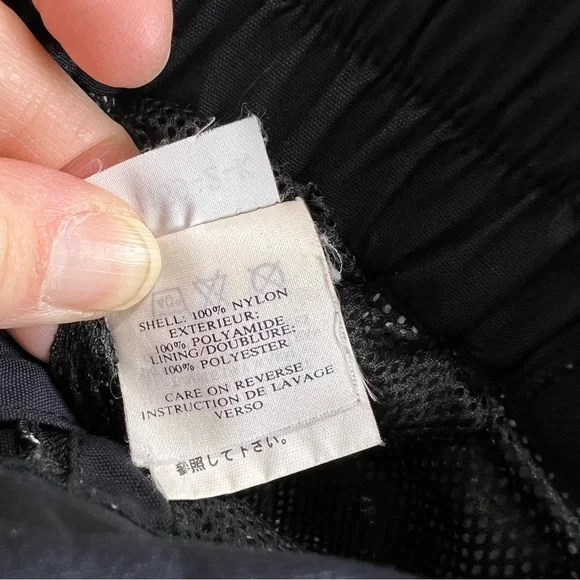 SHELL: 100% NYLON
EXTERIEUR:
100% POLYAMIDE
LINING/DOUBLURE:
100% POLYESTER
CARE ON REVERSE
INSTRUCTION DE LAVAGE
VERSO
参照して下さい。